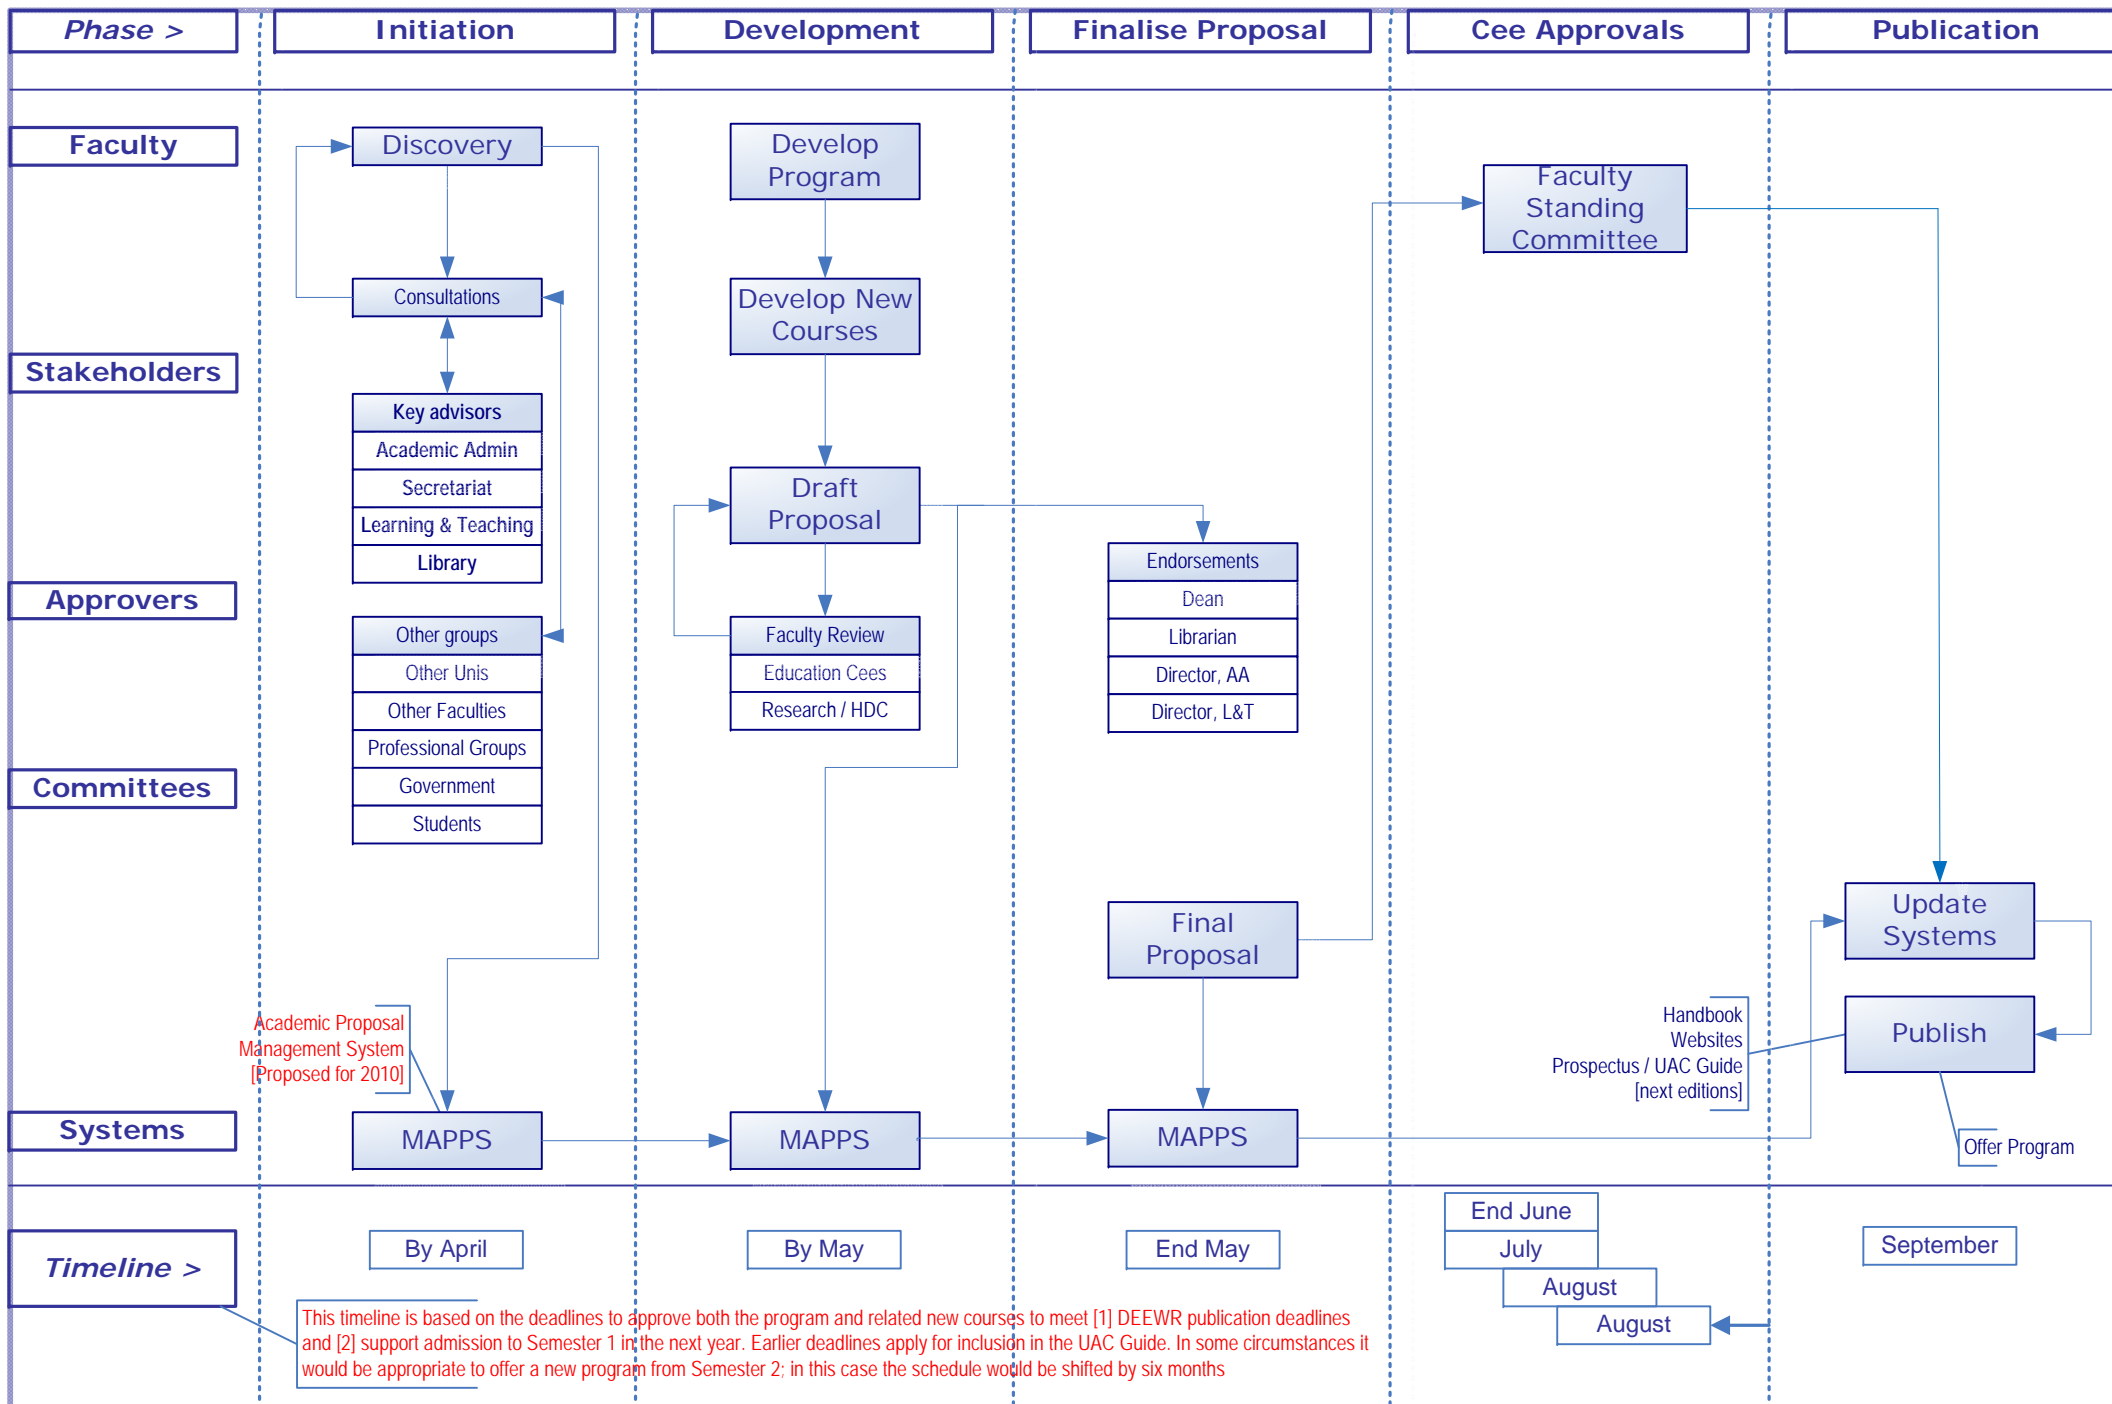 Phase >
Initiation
Development
Finalise Proposal
Cee Approvals
Publication
Faculty
Discovery
Develop
Program
Faculty
Standing
Committee
Consultations
Develop New
Courses
Stakeholders
Key advisors
Academic Admin
Secretariat
Learning & Teaching
Library
Draft
Proposal
Endorsements
Dean
Librarian
Director, AA
Director, L&T
Approvers
Other groups
Other Unis
Other Faculties
Professional Groups
Government
Students
Faculty Review
Education Cees
Research / HDC
Committees
Final
Proposal
Update
Systems
Academic Proposal
Management System
[Proposed for 2010]
Handbook
Websites
Prospectus / UAC Guide
[next editions]
Publish
Systems
MAPPS
MAPPS
MAPPS
Offer Program
Timeline >
By April
By May
End May
End June
July
August
August
September
This timeline is based on the deadlines to approve both the program and related new courses to meet [1] DEEWR publication deadlines
and [2] support admission to Semester 1 in the next year. Earlier deadlines apply for inclusion in the UAC Guide. In some circumstances it
would be appropriate to offer a new program from Semester 2; in this case the schedule would be shifted by six months